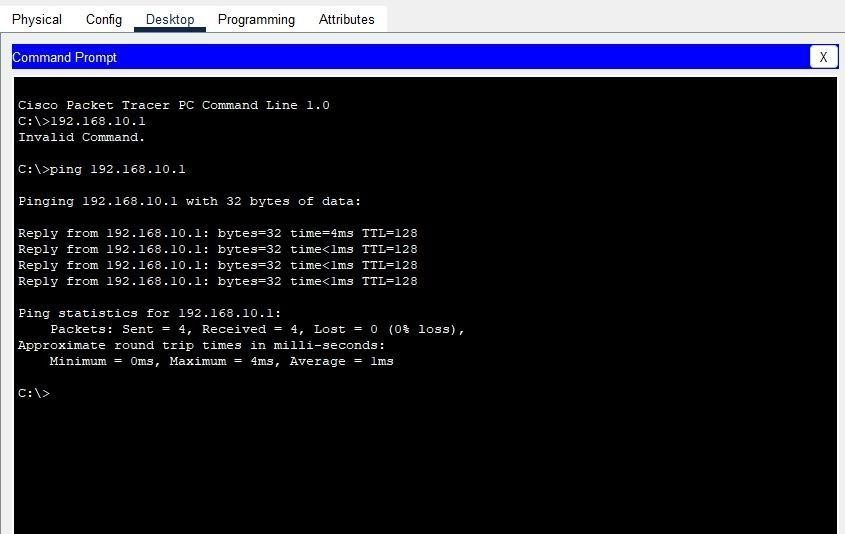 Physical Config Desktop Programming Attributes
Command Prompt X
Cisco Packet Tracer PC Command Line 1.0
C:\>192.168.10.1
Invalid Command.
C:\>ping 192.168.10.1
Pinging 192.168.10.1 with 32 bytes of data:
Reply from 192.168.10.1: bytes=32 time=4ms TTL=128
Reply from 192.168.10.1: bytes=32 time<1ms TTL=128
Reply from 192.168.10.1: bytes=32 time<1ms TTL=128
Reply from 192.168.10.1: bytes=32 time<1ms TTL=128
Ping statistics for 192.168.10.1:
Packets: Sent = 4, Received = 4, Lost = 0 (0% loss),
Approximate round trip times in milli-seconds:
Minimum = 0ms, Maximum = 4ms, Average = 1ms
C:\>